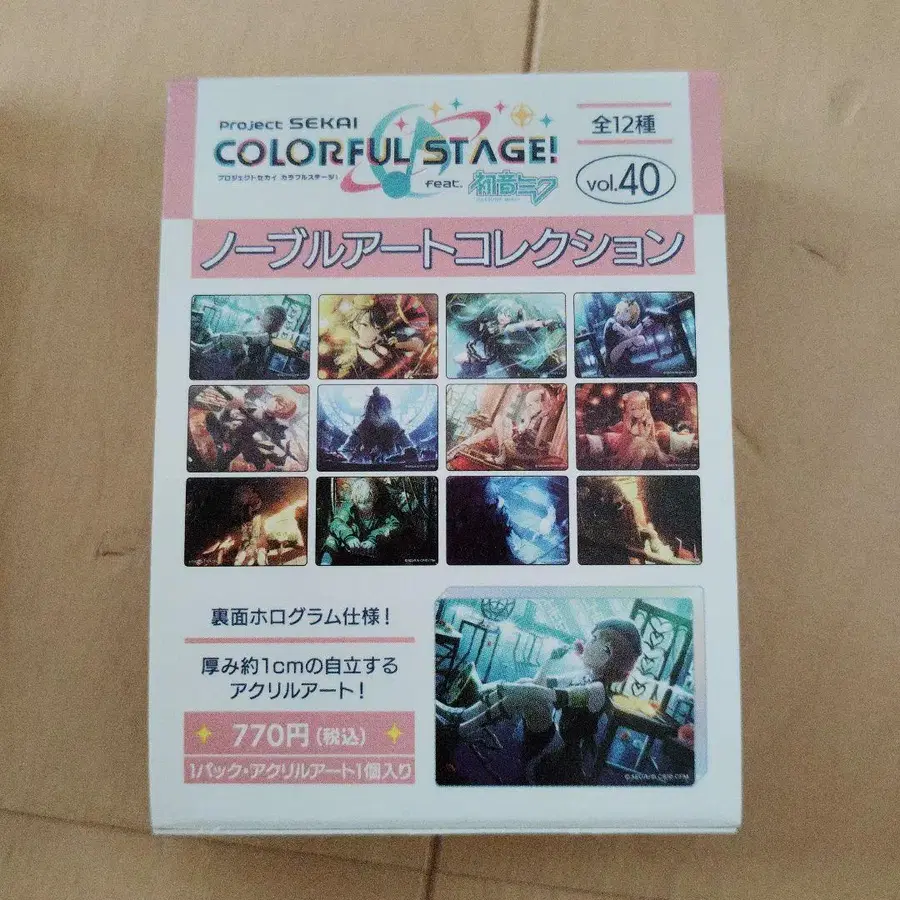 Project SEKAI
COLORFUL STAGE!
プロジェクトセカイ カラフルステージ!
feat. 初音ミク
全12種
vol.40
ノーブルアートコレクション
裏面ホログラム仕様!
厚み約1cmの自立する
アクリルアート!
770円(税込)
1パック・アクリルアート1個入り